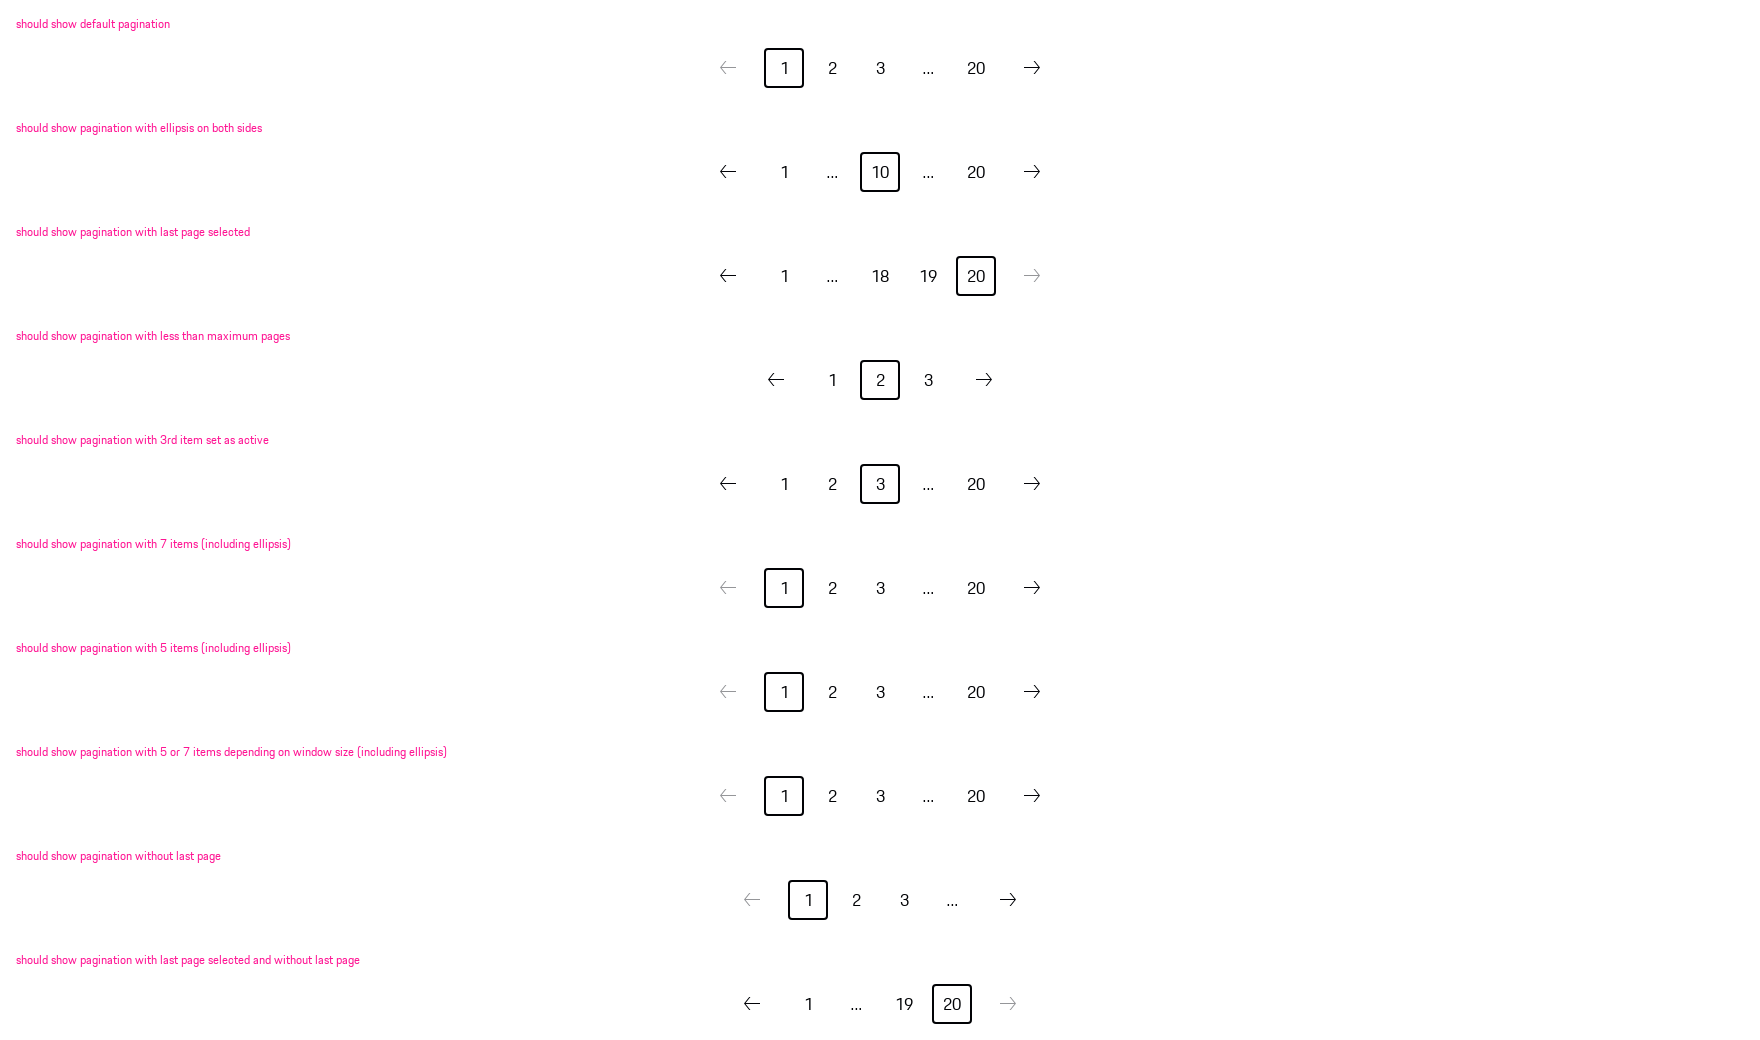 should show default pagination
← 1 2 3 ... 20 →
should show pagination with ellipsis on both sides
← 1 ... 10 ... 20 →
should show pagination with last page selected
← 1 ... 18 19 20 →
should show pagination with less than maximum pages
← 1 2 3 →
should show pagination with 3rd item set as active
← 1 2 3 ... 20 →
should show pagination with 7 items (including ellipsis)
← 1 2 3 ... 20 →
should show pagination with 5 items (including ellipsis)
← 1 2 3 ... 20 →
should show pagination with 5 or 7 items depending on window size (including ellipsis)
← 1 2 3 ... 20 →
should show pagination without last page
← 1 2 3 ... →
should show pagination with last page selected and without last page
← 1 ... 19 20 →